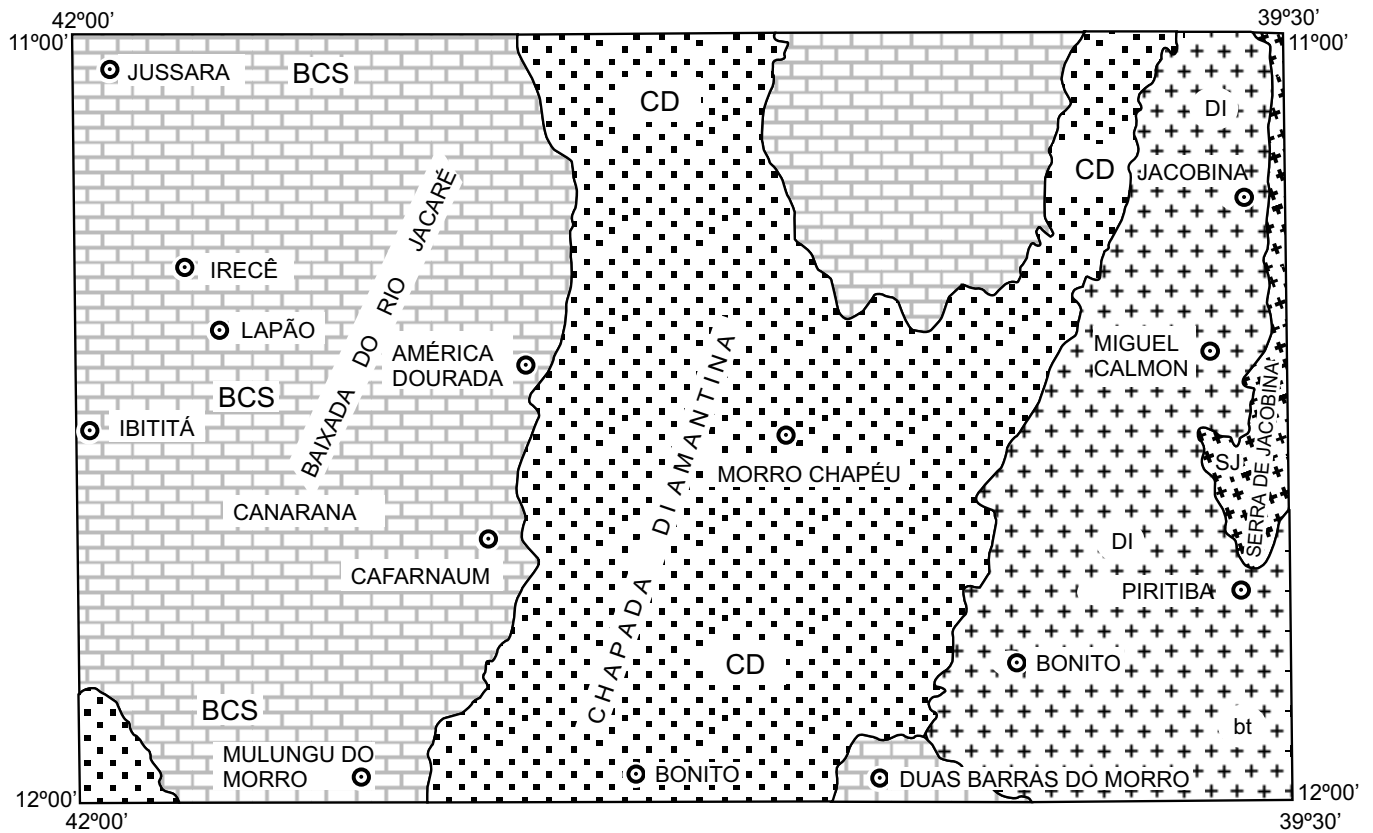 42º00’
39º30’
11º00’
11º00’
JUSSARA
BCS
CD
DI
CD
JACOBINA
IRECÊ
LAPÃO
BAIXADA DO RIO JACARÉ
AMÉRICA
DOURADA
MIGUEL
CALMON
BCS
IBITITÁ
CHAPADA DIAMANTINA
MORRO CHAPÉU
SJ
SERRA DE JACOBINA
CANARANA
DI
CAFARNAUM
PIRITIBA
CD
BONITO
BCS
bt
MULUNGU DO
MORRO
BONITO
DUAS BARRAS DO MORRO
12º00’
12º00’
42º00’
39º30’